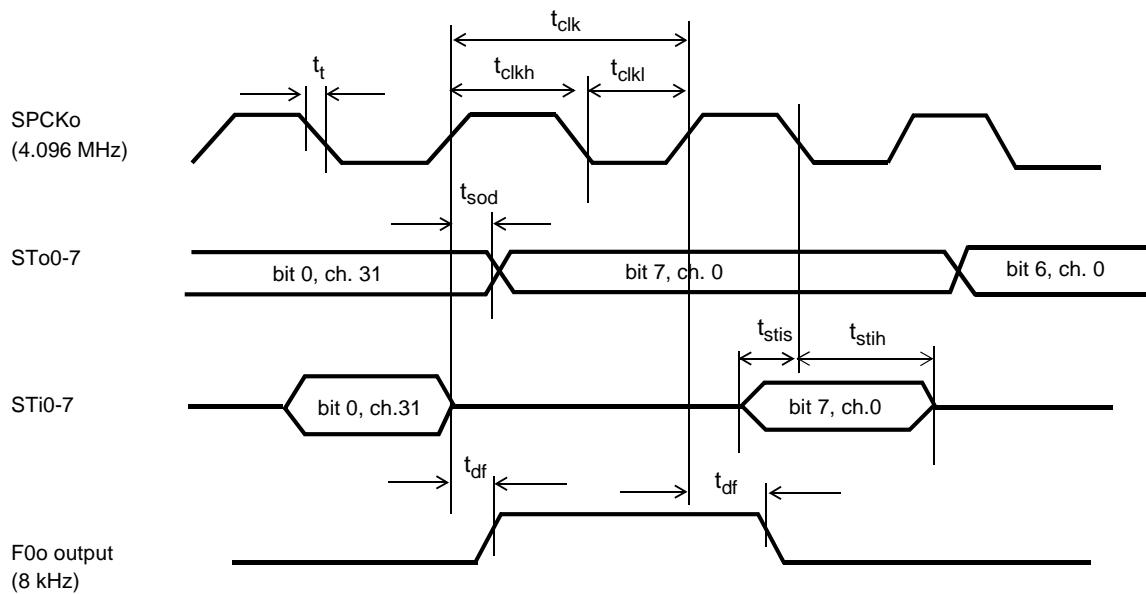 t_clk
t_t
t_clkh
t_clkl
SPCKo
(4.096 MHz)
t_sod
STo0-7
bit 0, ch. 31
bit 7, ch. 0
bit 6, ch. 0
t_stis
t_stih
STi0-7
bit 0, ch.31
bit 7, ch.0
t_df
t_df
F0o output
(8 kHz)